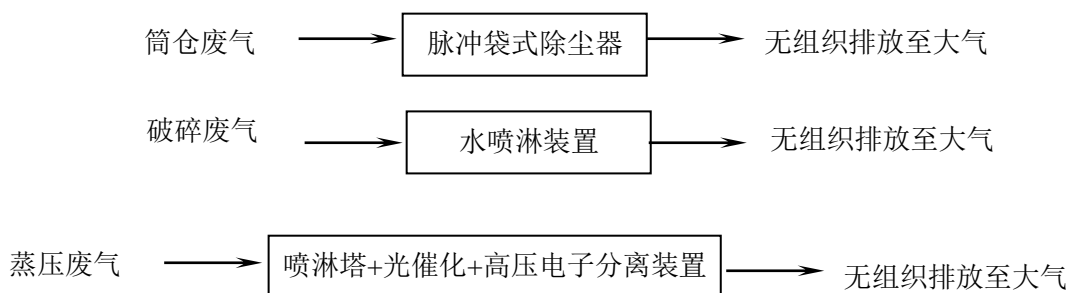 筒仓废气 脉冲袋式除尘器 无组织排放至大气
破碎废气 水喷淋装置 无组织排放至大气
蒸压废气 喷淋塔+光催化+高压电子分离装置 无组织排放至大气